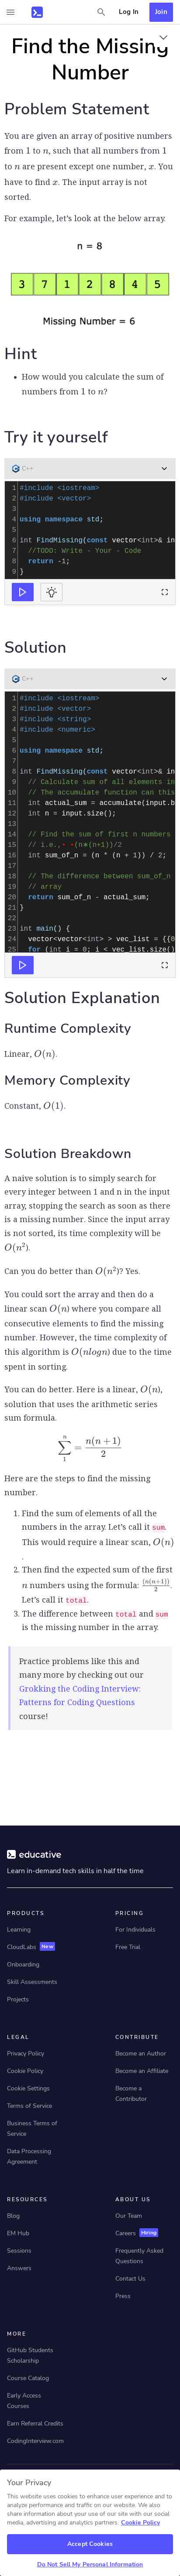 Log In
Join
Find the Missing
Number
Problem Statement
You are given an array of positive numbers
from 1 to n, such that all numbers from 1
to n are present except one number, x. You
have to find x. The input array is not
sorted.
For example, let's look at the below array.
n = 8
3 7 1 2 8 4 5
Missing Number = 6
Hint
• How would you calculate the sum of
numbers from 1 to n?
Try it yourself
C++
1 #include <iostream>
2 #include <vector>
3
4 using namespace std;
5
6 int FindMissing(const vector<int>& in
7 //TODO: Write - Your - Code
8 return -1;
9 }
Solution
C++
1 #include <iostream>
2 #include <vector>
3 #include <string>
4 #include <numeric>
5
6 using namespace std;
7
8 int FindMissing(const vector<int>& in
9 // Calculate sum of all elements in
10 // The accumulate function can this
11 int actual_sum = accumulate(input.b
12 int n = input.size();
13
14 // Find the sum of first n numbers
15 // i.e., (n∗(n+1))/2
16 int sum_of_n = (n * (n + 1)) / 2;
17
18 // The difference between sum_of_n
19 // array
20 return sum_of_n - actual_sum;
21 }
22
23 int main() {
24 vector<vector<int> > vec_list = {{0
25 for (int i = 0; i < vec_list.size()
Solution Explanation
Runtime Complexity
Linear, O(n).
Memory Complexity
Constant, O(1).
Solution Breakdown
A naive solution is to simply search for
every integer between 1 and n in the input
array, stopping the search as soon as there
is a missing number. Since the input array
is not sorted, its time complexity will be
O(n²).
Can you do better than O(n²)? Yes.
You could sort the array and then do a
linear scan O(n) where you compare all
consecutive elements to find the missing
number. However, the time complexity of
this algorithm is O(nlogn) due to the time
spent in sorting.
You can do better. Here is a linear, O(n),
solution that uses the arithmetic series
sum formula.
∑₁ⁿ = n(n + 1)/2
Here are the steps to find the missing
number.
1. Find the sum of elements of all the
numbers in the array. Let's call it sum.
This would require a linear scan, O(n)
.
2. Then find the expected sum of the first
n numbers using the formula: (n(n+1))/2.
Let's call it total.
3. The difference between total and sum
is the missing number in the array.
Practice problems like this and
many more by checking out our
Grokking the Coding Interview:
Patterns for Coding Questions
course!
educative
Learn in-demand tech skills in half the time
PRODUCTS
Learning
CloudLabs New
Onboarding
Skill Assessments
Projects
PRICING
For Individuals
Free Trial
LEGAL
Privacy Policy
Cookie Policy
Cookie Settings
Terms of Service
Business Terms of
Service
Data Processing
Agreement
CONTRIBUTE
Become an Author
Become an Affiliate
Become a
Contributor
RESOURCES
Blog
EM Hub
Sessions
Answers
ABOUT US
Our Team
Careers Hiring
Frequently Asked
Questions
Contact Us
Press
MORE
GitHub Students
Scholarship
Course Catalog
Early Access
Courses
Earn Referral Credits
CodingInterview.com
Your Privacy
This website uses cookies to enhance user experience and to
analyze performance and traffic on our website. We also
share information about your use of our site with our social
media, advertising and analytics partners. Cookie Policy
Accept Cookies
Do Not Sell My Personal Information